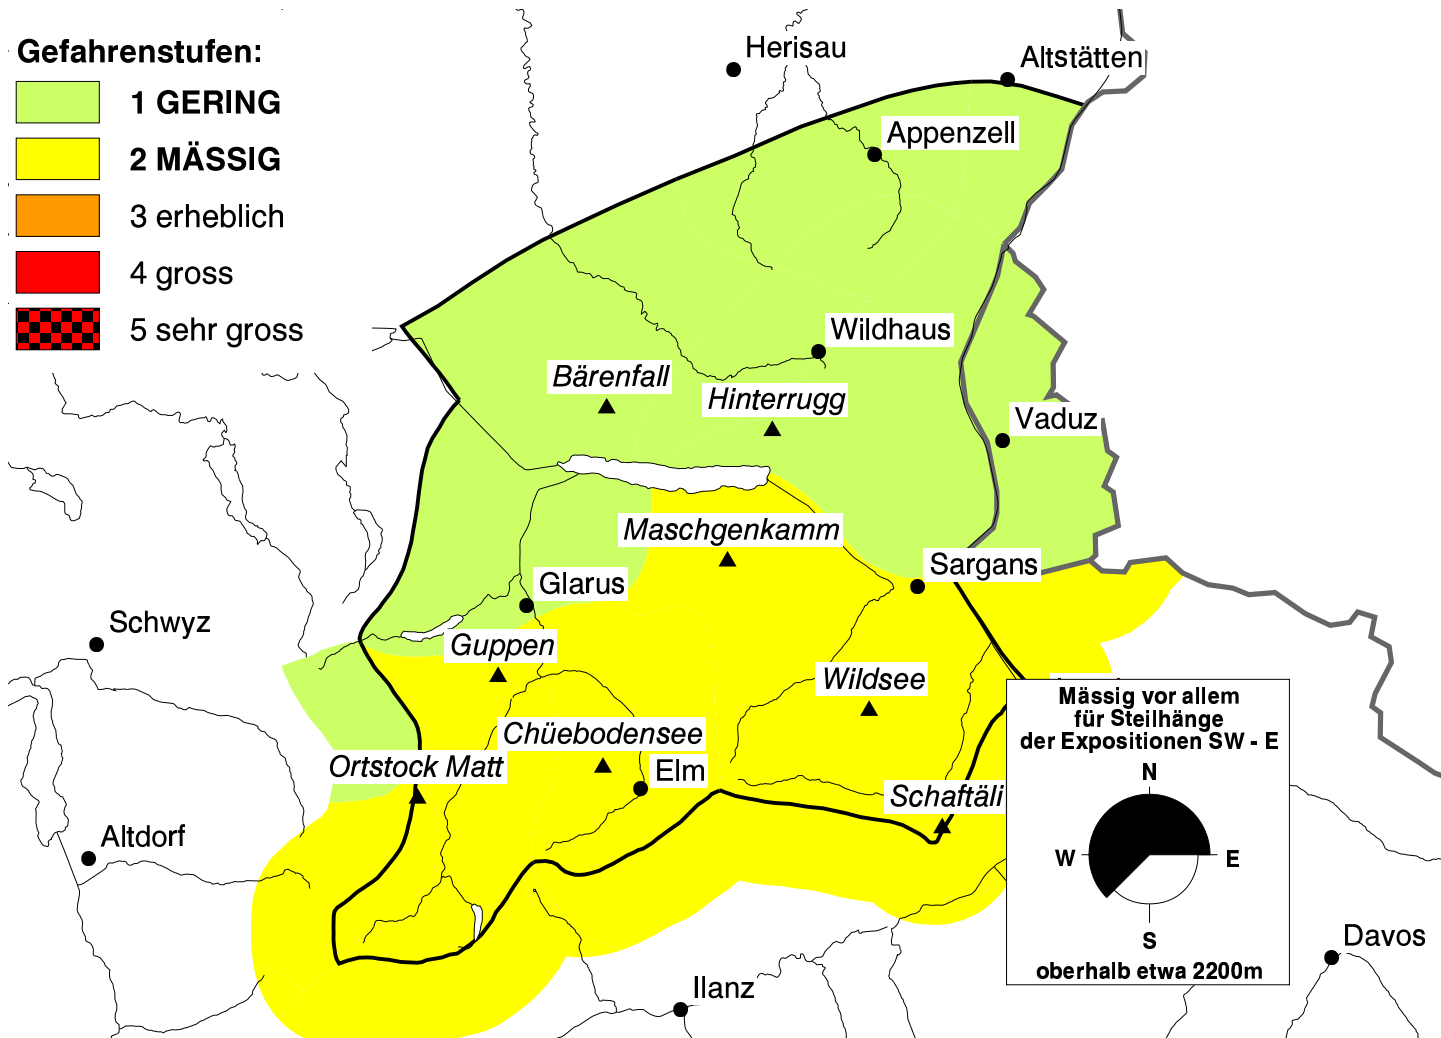 Gefahrenstufen:
1 GERING
2 MÄSSIG
3 erheblich
4 gross
5 sehr gross
Herisau
Altstätten
Appenzell
Wildhaus
Bärenfall
Hinterrugg
Vaduz
Maschgenkamm
Sargans
Glarus
Schwyz
Guppen
Wildsee
Chüebodensee
Ortstock Matt
Elm
Schaftäli
Altdorf
Ilanz
Davos
Mässig vor allem
für Steilhänge
der Expositionen SW - E
N
W
E
S
oberhalb etwa 2200m